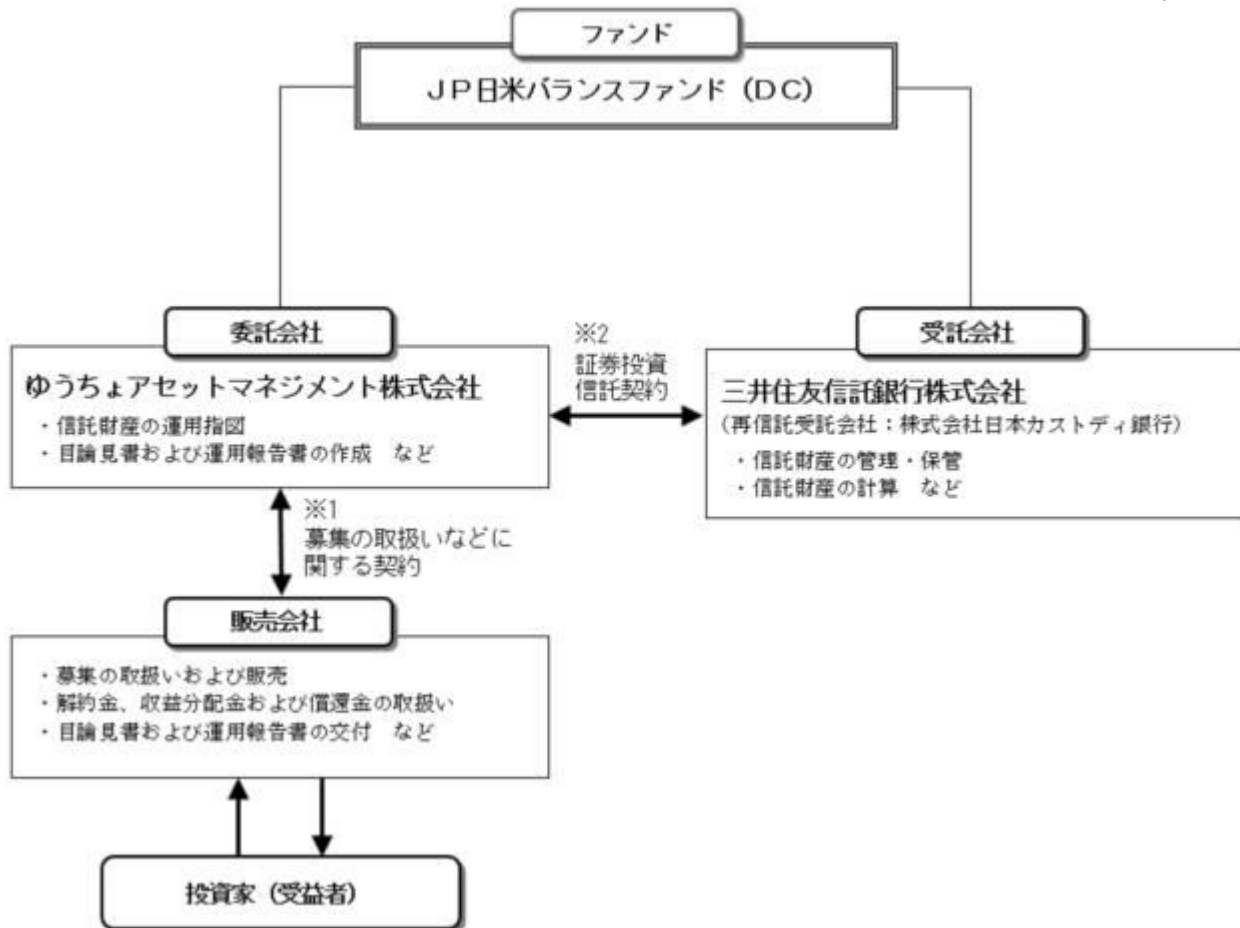 ファンド
JP日米バランスファンド（DC）
委託会社
ゆうちょアセットマネジメント株式会社
・信託財産の運用指図
・目論見書および運用報告書の作成　など
※2
証券投資
信託契約
受託会社
三井住友信託銀行株式会社
（再信託受託会社：株式会社日本カストディ銀行）
・信託財産の管理・保管
・信託財産の計算　など
※1
募集の取扱いなどに
関する契約
販売会社
・募集の取扱いおよび販売
・解約金、収益分配金および償還金の取扱い
・目論見書および運用報告書の交付　など
投資家（受益者）